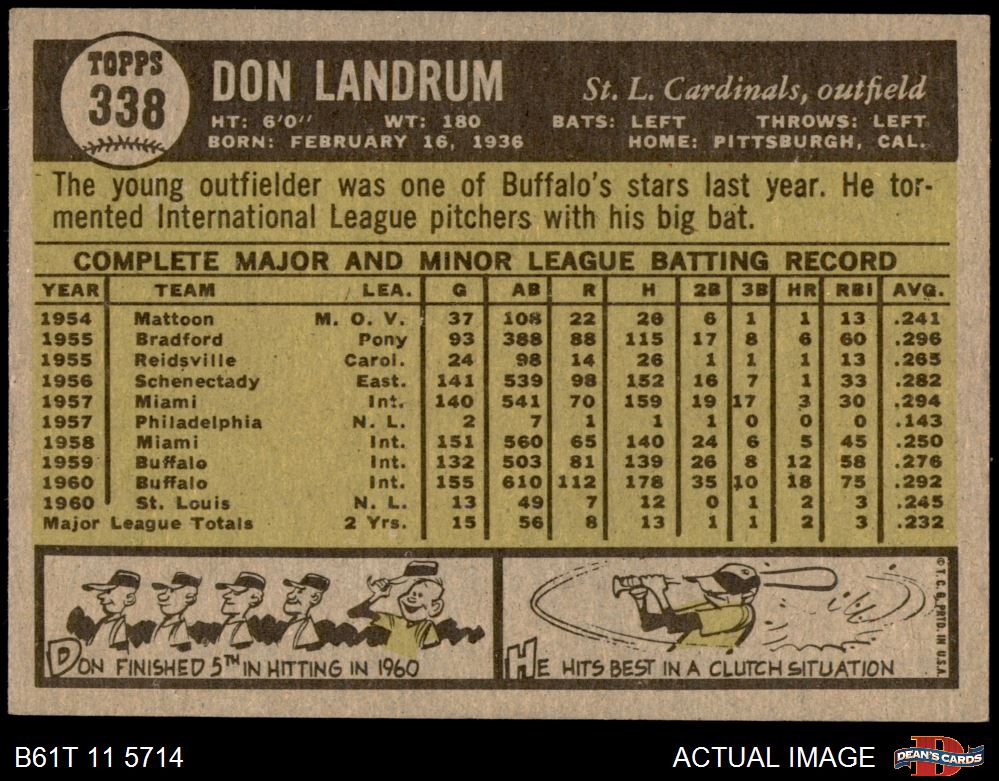 TOPPS
338
DON LANDRUM
St. L. Cardinals, outfield
HT: 6'0" WT: 180 BATS: LEFT THROWS: LEFT
BORN: FEBRUARY 16, 1936 HOME: PITTSBURGH, CAL.
The young outfielder was one of Buffalo's stars last year. He tor-
mented International League pitchers with his big bat.
COMPLETE MAJOR AND MINOR LEAGUE BATTING RECORD
YEAR TEAM LEA. G AB R H 2B 3B HR RBI AVG.
1954 Mattoon M. O. V. 37 108 22 26 6 1 1 13 .241
1955 Bradford Pony 93 388 88 115 17 8 6 60 .296
1955 Reidsville Carol. 24 98 14 26 1 1 1 13 .265
1956 Schenectady East. 141 539 98 152 16 7 1 33 .282
1957 Miami Int. 140 541 70 159 19 17 3 30 .294
1957 Philadelphia N. L. 2 7 1 1 1 0 0 0 .143
1958 Miami Int. 151 560 65 140 24 6 5 45 .250
1959 Buffalo Int. 132 503 81 139 26 8 12 58 .276
1960 Buffalo Int. 155 610 112 178 35 10 18 75 .292
1960 St. Louis N. L. 13 49 7 12 0 1 2 3 .245
Major League Totals 2 Yrs. 15 56 8 13 1 1 2 3 .232
DON FINISHED 5TH IN HITTING IN 1960
HE HITS BEST IN A CLUTCH SITUATION
© T. C. G. PRTD IN U.S.A.
B61T 11 5714
ACTUAL IMAGE
DEAN'S CARDS